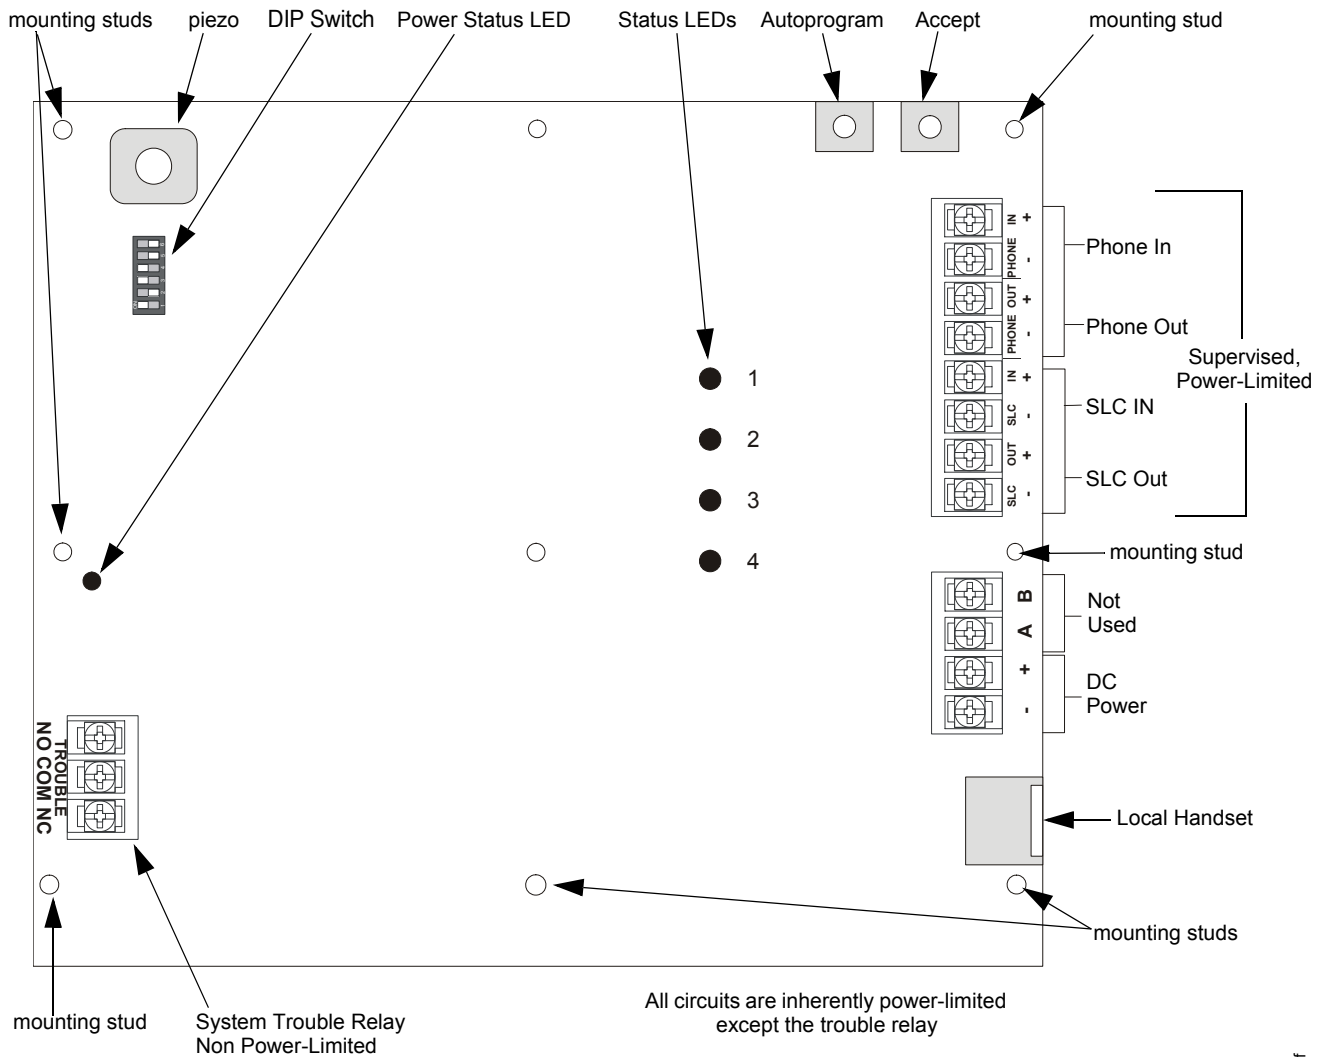 mounting studs
piezo
DIP Switch
Power Status LED
Status LEDs
Autoprogram
Accept
mounting stud
IN +
PHONE -
OUT +
PHONE -
IN +
SLC -
OUT +
SLC -
Phone In
Phone Out
SLC IN
SLC Out
Supervised,
Power-Limited
1
2
3
4
mounting stud
B
A
+
-
Not
Used
DC
Power
TROUBLE
NO COM NC
Local Handset
mounting studs
mounting stud
System Trouble Relay
Non Power-Limited
All circuits are inherently power-limited
except the trouble relay